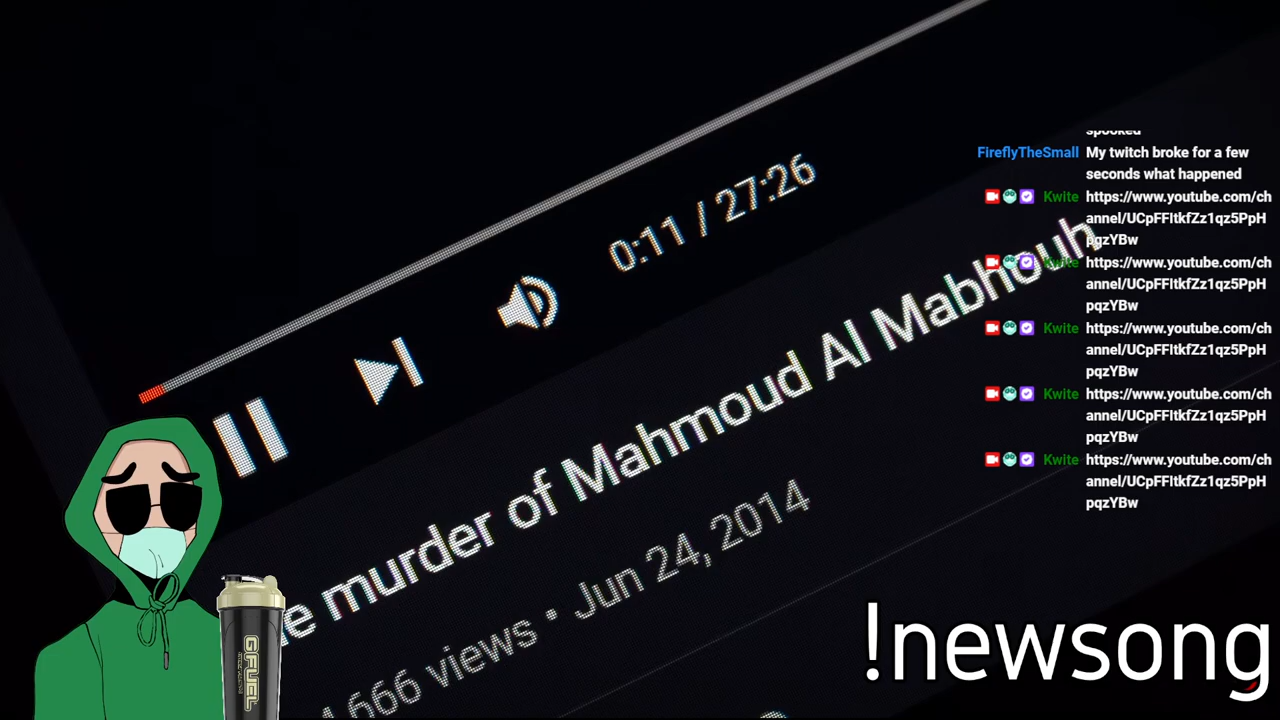 spooked
FireflyTheSmall My twitch broke for a few
seconds what happened
Kwite https://www.youtube.com/ch
annel/UCpFFItkfZz1qz5PpH
pqzYBw
Kwite https://www.youtube.com/ch
annel/UCpFFItkfZz1qz5PpH
pqzYBw
Kwite https://www.youtube.com/ch
annel/UCpFFItkfZz1qz5PpH
pqzYBw
Kwite https://www.youtube.com/ch
annel/UCpFFItkfZz1qz5PpH
pqzYBw
Kwite https://www.youtube.com/ch
annel/UCpFFItkfZz1qz5PpH
pqzYBw
0:11 / 27:26
murder of Mahmoud Al Mabhouh
666 views • Jun 24, 2014
GFUEL
!newsong